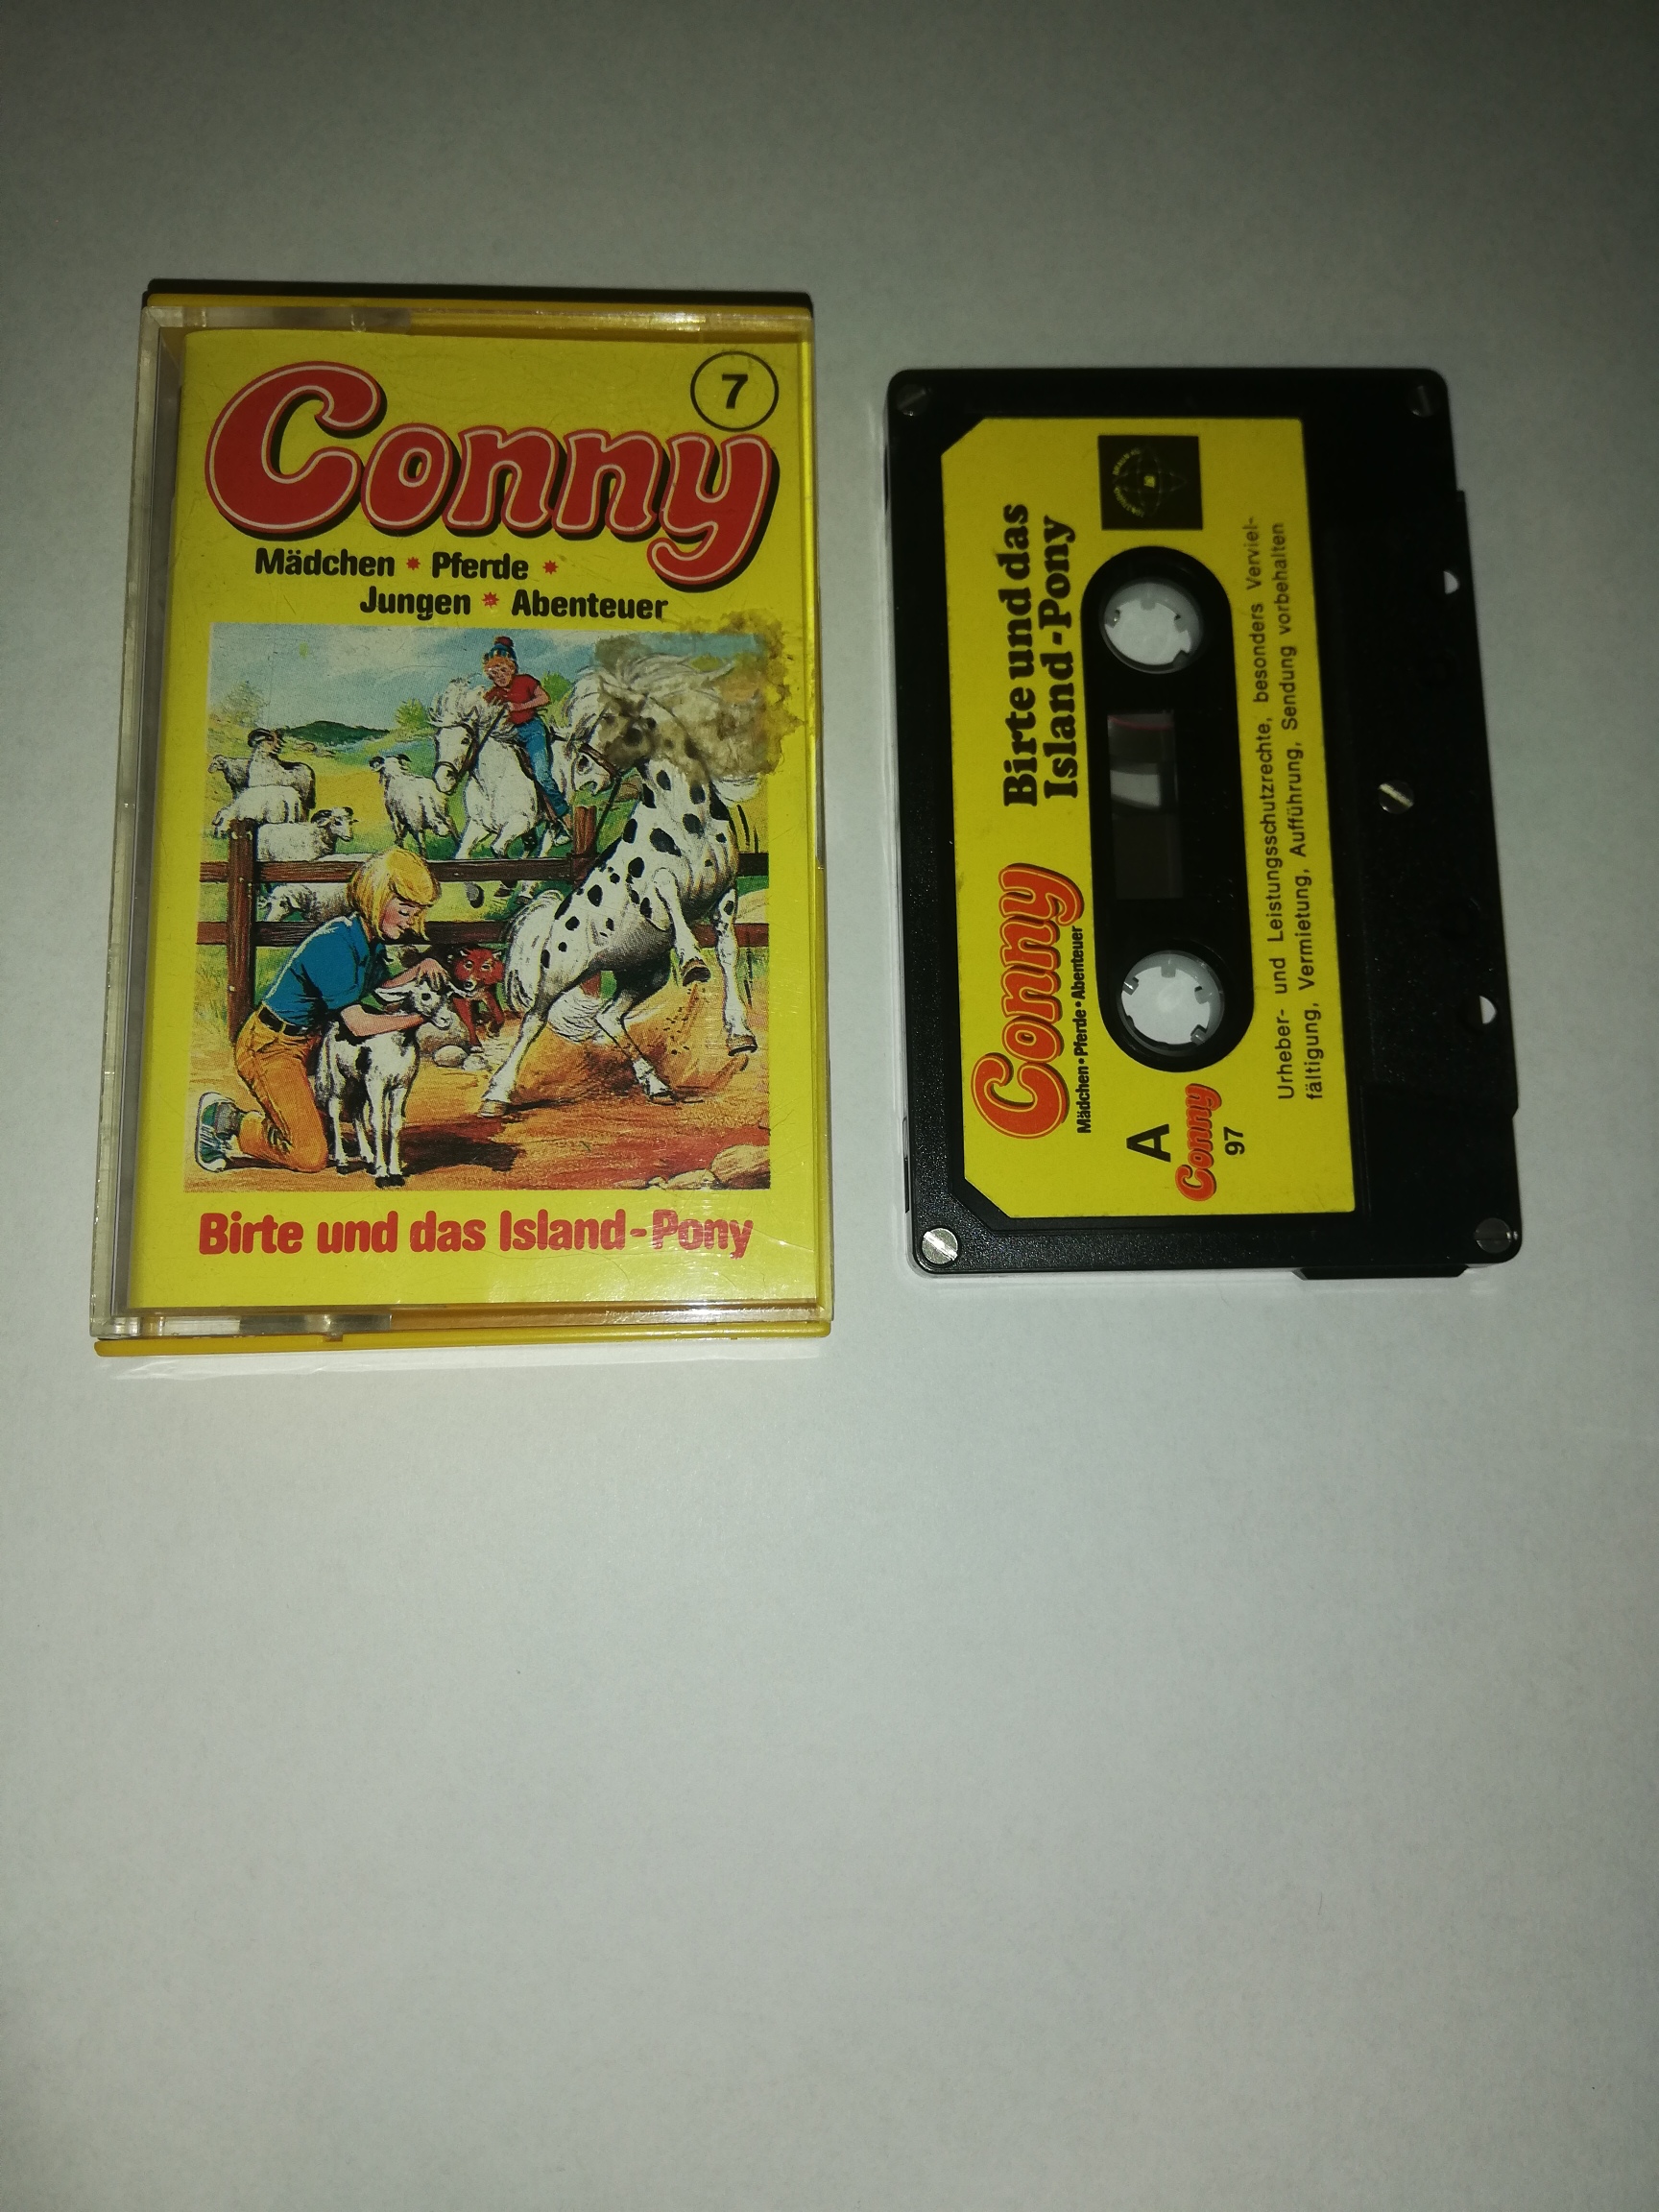 7
Conny
Mädchen * Pferde *
Jungen * Abenteuer
Birte und das Island-Pony
Conny
Mädchen • Pferde • Abenteuer
Birte und das
Island-Pony
A
Conny
97
Urheber- und Leistungsschutzrechte, besonders Verviel-
fältigung, Vermietung, Aufführung, Sendung vorbehalten